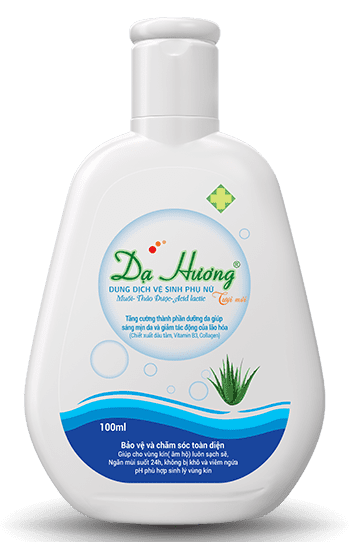 Dạ Hương®
DUNG DỊCH VỆ SINH PHỤ NỮ
Muối- Thảo Dược-Acid lactic Tươi mới
Tăng cường thành phần dưỡng da giúp
sáng mịn da và giảm tác động của lão hóa
(Chiết xuất dâu tằm, Vitamin B3, Collagen)
100ml
Bảo vệ và chăm sóc toàn diện
Giúp cho vùng kín( âm hộ) luôn sạch sẽ,
Ngăn mùi suốt 24h, không bị khô và viêm ngứa
pH phù hợp sinh lý vùng kín